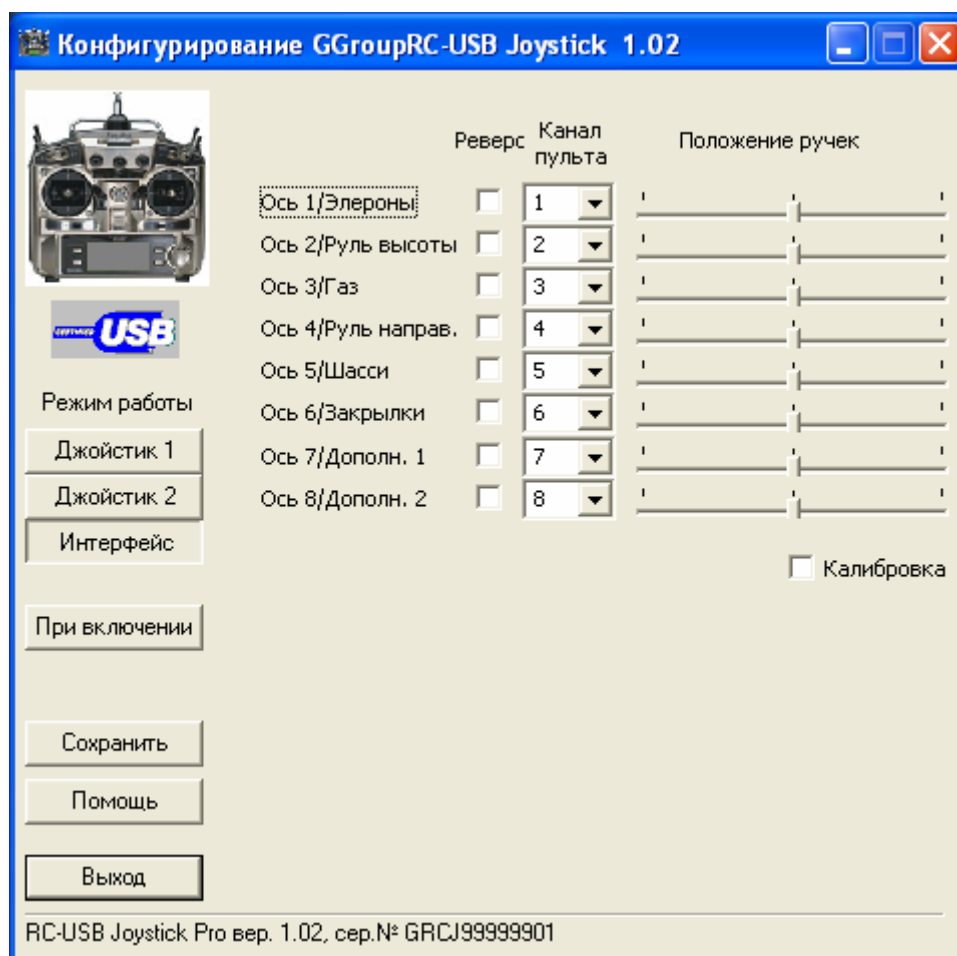 Конфигурирование GGroupRC-USB Joystick 1.02
Реверс
Канал
пульта
Положение ручек
Ось 1/Элероны 1
Ось 2/Руль высоты 2
Ось 3/Газ 3
Ось 4/Руль направ. 4
Ось 5/Шасси 5
Ось 6/Закрылки 6
Ось 7/Дополн. 1 7
Ось 8/Дополн. 2 8
Калибровка
USB
Режим работы
Джойстик 1
Джойстик 2
Интерфейс
При включении
Сохранить
Помощь
Выход
RC-USB Joystick Pro вер. 1.02, сер.№ GRCJ99999901